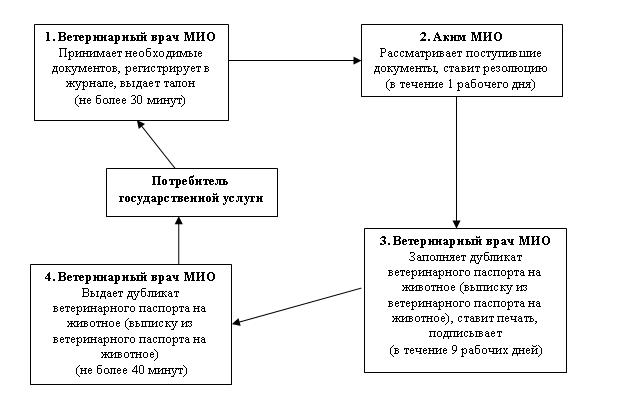 1. Ветеринарный врач МИО
Принимает необходимые
документов, регистрирует в
журнале, выдает талон
(не более 30 минут)
2. Аким МИО
Рассматривает поступившие
документы, ставит резолюцию
(в течение 1 рабочего дня)
Потребитель
государственной услуги
3. Ветеринарный врач МИО
Заполняет дубликат
ветеринарного паспорта на
животное (выписку из
ветеринарного паспорта на
животное), ставит печать,
подписывает
(в течение 9 рабочих дней)
4. Ветеринарный врач МИО
Выдает дубликат
ветеринарного паспорта на
животное (выписку из
ветеринарного паспорта на
животное)
(не более 40 минут)